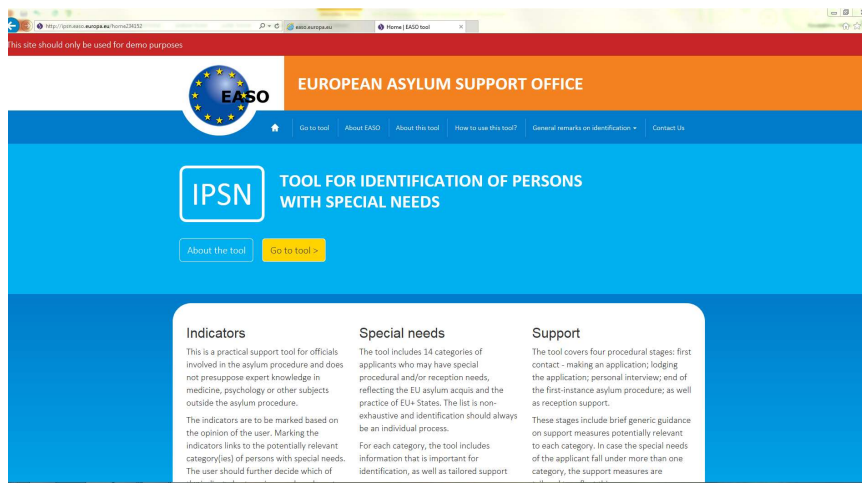 http://ipsn.easo.europa.eu/home234152
easo.europa.eu
Home | EASO tool
This site should only be used for demo purposes
EASO
EUROPEAN ASYLUM SUPPORT OFFICE
Go to tool About EASO About this tool How to use this tool? General remarks on identification Contact Us
IPSN
TOOL FOR IDENTIFICATION OF PERSONS
WITH SPECIAL NEEDS
About the tool Go to tool >
Indicators
This is a practical support tool for officials
involved in the asylum procedure and does
not presuppose expert knowledge in
medicine, psychology or other subjects
outside the asylum procedure.
The indicators are to be marked based on
the opinion of the user. Marking the
indicators links to the potentially relevant
category(ies) of persons with special needs.
The user should further decide which of
Special needs
The tool includes 14 categories of
applicants who may have special
procedural and/or reception needs,
reflecting the EU asylum acquis and the
practice of EU+ States. The list is non-
exhaustive and identification should always
be an individual process.
For each category, the tool includes
information that is important for
identification, as well as tailored support
Support
The tool covers four procedural stages: first
contact - making an application; lodging
the application; personal interview; end of
the first-instance asylum procedure; as well
as reception support.
These stages include brief generic guidance
on support measures potentially relevant
to each category. In case the special needs
of the applicant fall under more than one
category, the support measures are